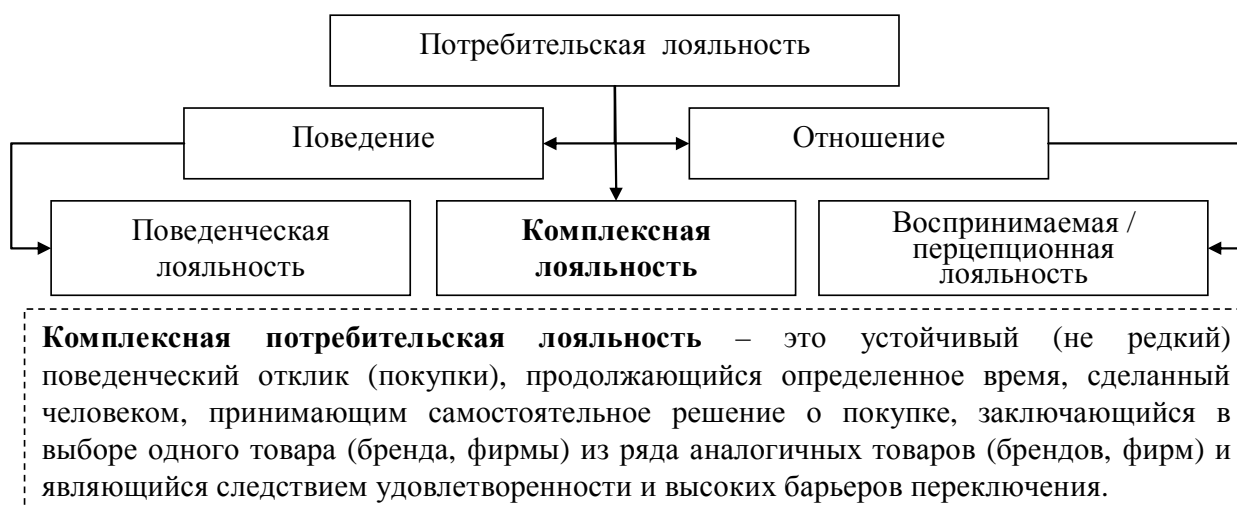 Потребительская лояльность
Поведение
Отношение
Поведенческая
лояльность
Комплексная
лояльность
Воспринимаемая /
перцепционная
лояльность
Комплексная потребительская лояльность – это устойчивый (не редкий)
поведенческий отклик (покупки), продолжающийся определенное время, сделанный
человеком, принимающим самостоятельное решение о покупке, заключающийся в
выборе одного товара (бренда, фирмы) из ряда аналогичных товаров (брендов, фирм) и
являющийся следствием удовлетворенности и высоких барьеров переключения.